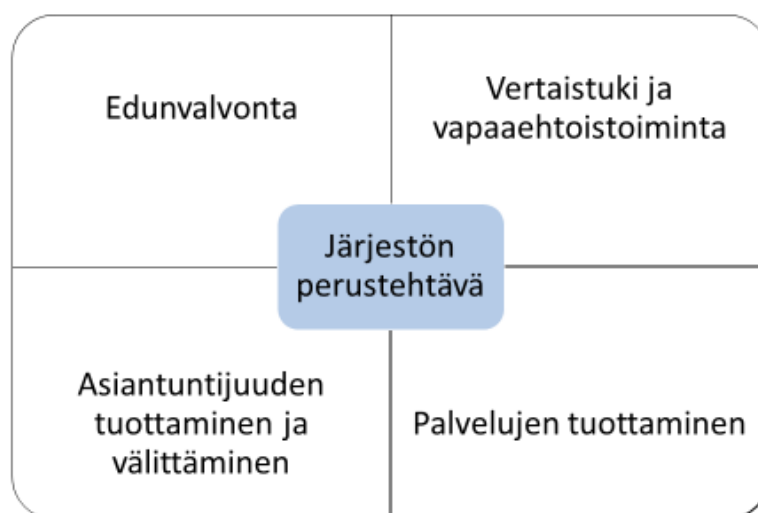 Edunvalvonta
Vertaistuki ja
vapaaehtoistoiminta
Järjestön
perustehtävä
Asiantuntijuuden
tuottaminen ja
välittäminen
Palvelujen tuottaminen